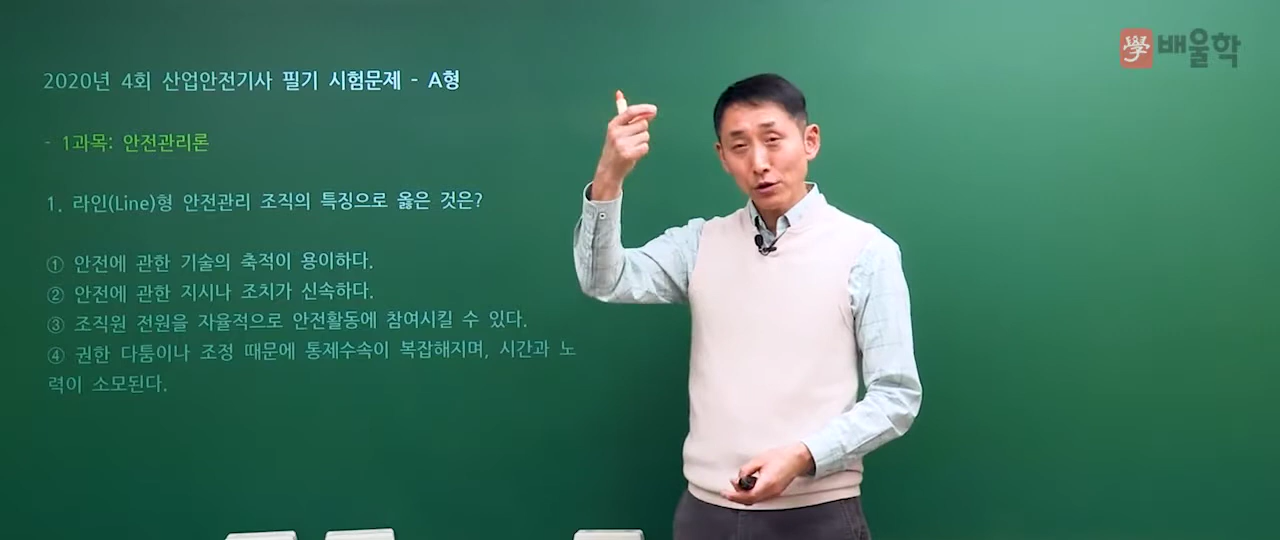 學 배울학
2020년 4회 산업안전기사 필기 시험문제 - A형
- 1과목: 안전관리론
1. 라인(Line)형 안전관리 조직의 특징으로 옳은 것은?
① 안전에 관한 기술의 축적이 용이하다.
② 안전에 관한 지시나 조치가 신속하다.
③ 조직원 전원을 자율적으로 안전활동에 참여시킬 수 있다.
④ 권한 다툼이나 조정 때문에 통제수속이 복잡해지며, 시간과 노
력이 소모된다.